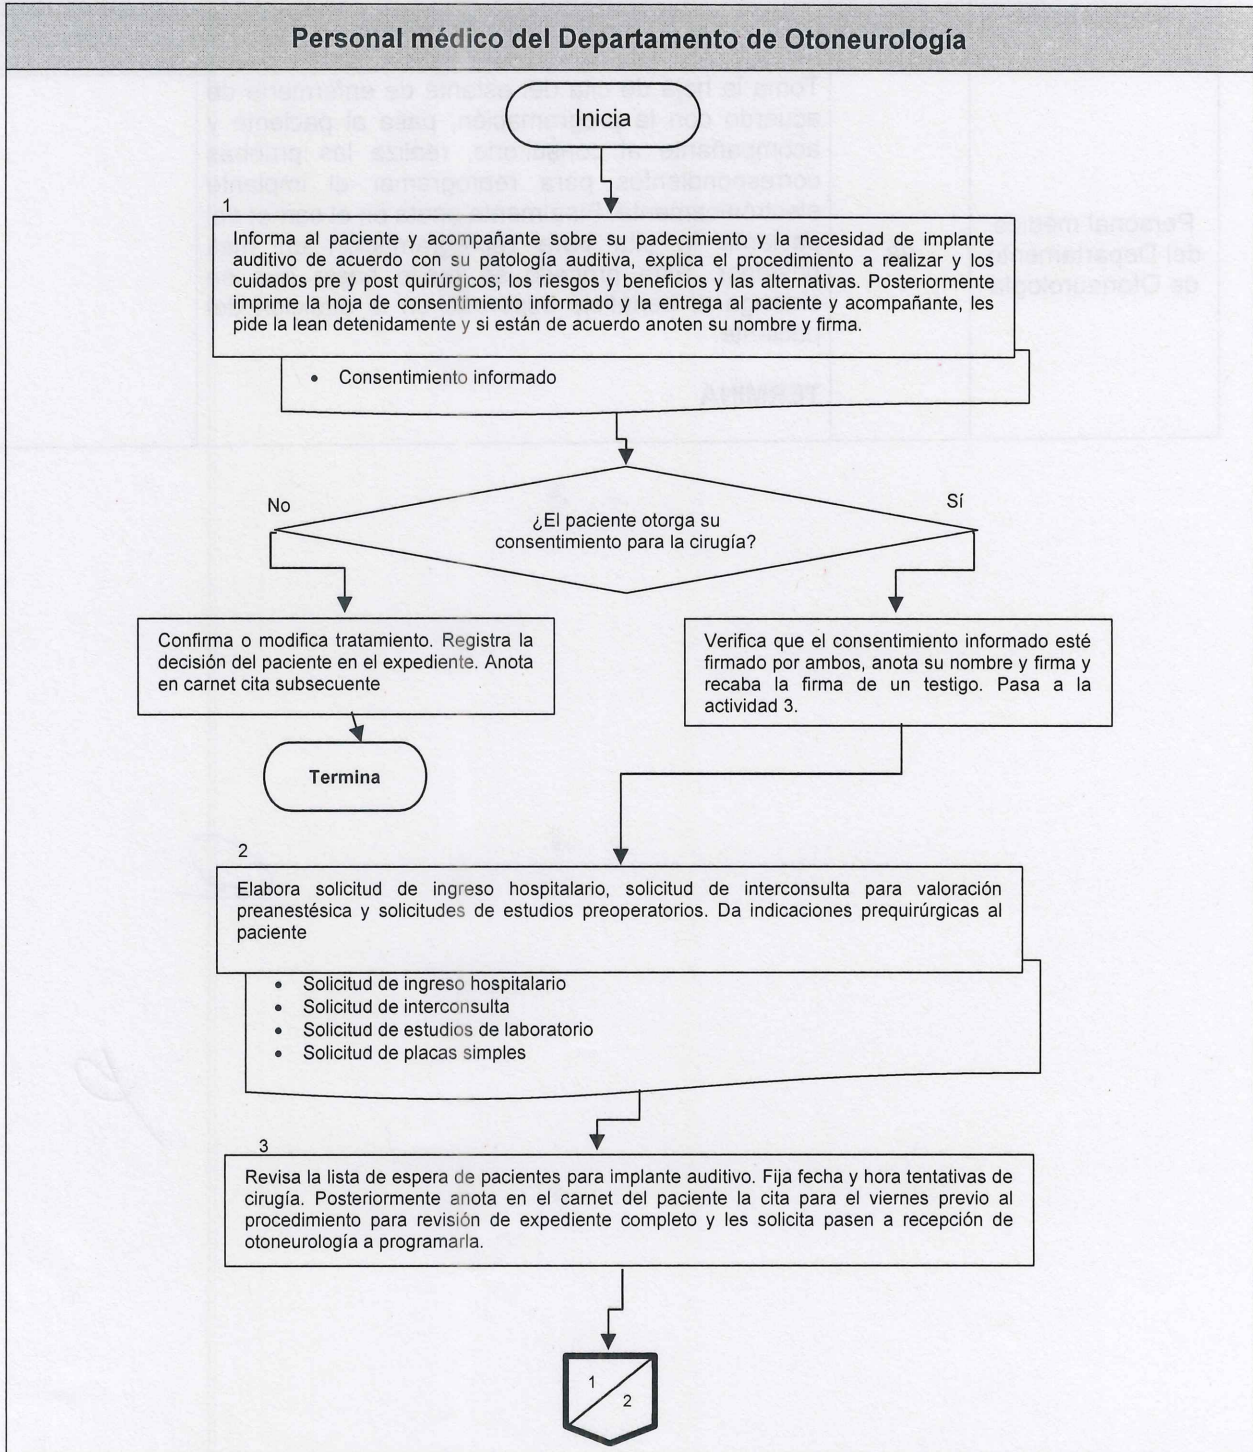 Personal médico del Departamento de Otoneurología
Inicia
1
Informa al paciente y acompañante sobre su padecimiento y la necesidad de implante
auditivo de acuerdo con su patología auditiva, explica el procedimiento a realizar y los
cuidados pre y post quirúrgicos; los riesgos y beneficios y las alternativas. Posteriormente
imprime la hoja de consentimiento informado y la entrega al paciente y acompañante, les
pide la lean detenidamente y si están de acuerdo anoten su nombre y firma.
• Consentimiento informado
No
Sí
¿El paciente otorga su
consentimiento para la cirugía?
Confirma o modifica tratamiento. Registra la
decisión del paciente en el expediente. Anota
en carnet cita subsecuente
Verifica que el consentimiento informado esté
firmado por ambos, anota su nombre y firma y
recaba la firma de un testigo. Pasa a la
actividad 3.
Termina
2
Elabora solicitud de ingreso hospitalario, solicitud de interconsulta para valoración
preanestésica y solicitudes de estudios preoperatorios. Da indicaciones prequirúrgicas al
paciente
• Solicitud de ingreso hospitalario
• Solicitud de interconsulta
• Solicitud de estudios de laboratorio
• Solicitud de placas simples
3
Revisa la lista de espera de pacientes para implante auditivo. Fija fecha y hora tentativas de
cirugía. Posteriormente anota en el carnet del paciente la cita para el viernes previo al
procedimiento para revisión de expediente completo y les solicita pasen a recepción de
otoneurología a programarla.
1
2